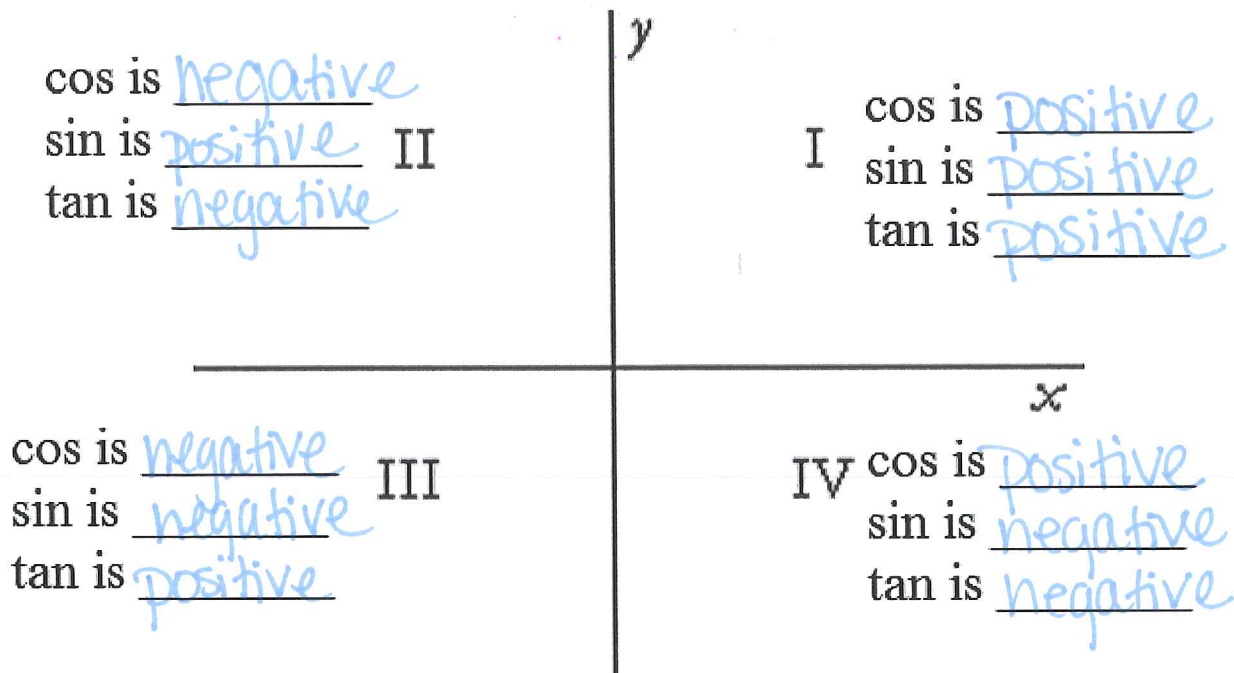 y
cos is negative
sin is positive
tan is negative
II
I
cos is positive
sin is positive
tan is positive
x
cos is negative
sin is negative
tan is positive
III
IV
cos is positive
sin is negative
tan is negative